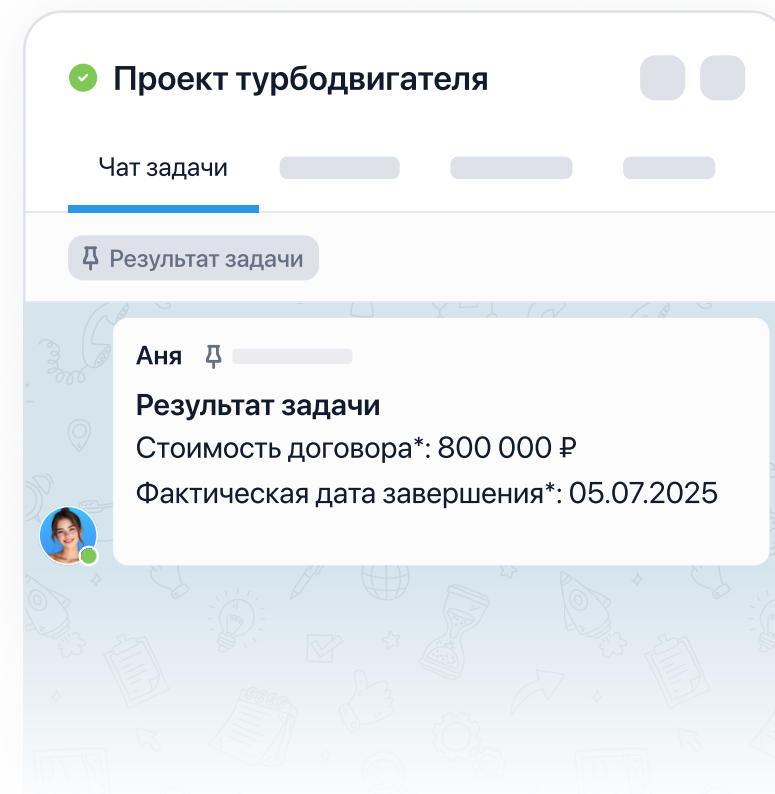 Проект турбодвигателя
Чат задачи
Результат задачи
Аня
Результат задачи
Стоимость договора*: 800 000 ₽
Фактическая дата завершения*: 05.07.2025